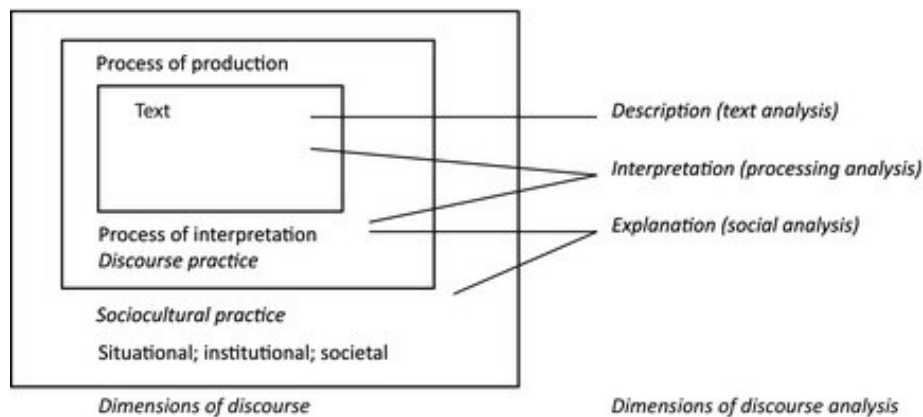 Process of production
Text
Description (text analysis)
Interpretation (processing analysis)
Process of interpretation
Explanation (social analysis)
Discourse practice
Sociocultural practice
Situational; institutional; societal
Dimensions of discourse
Dimensions of discourse analysis